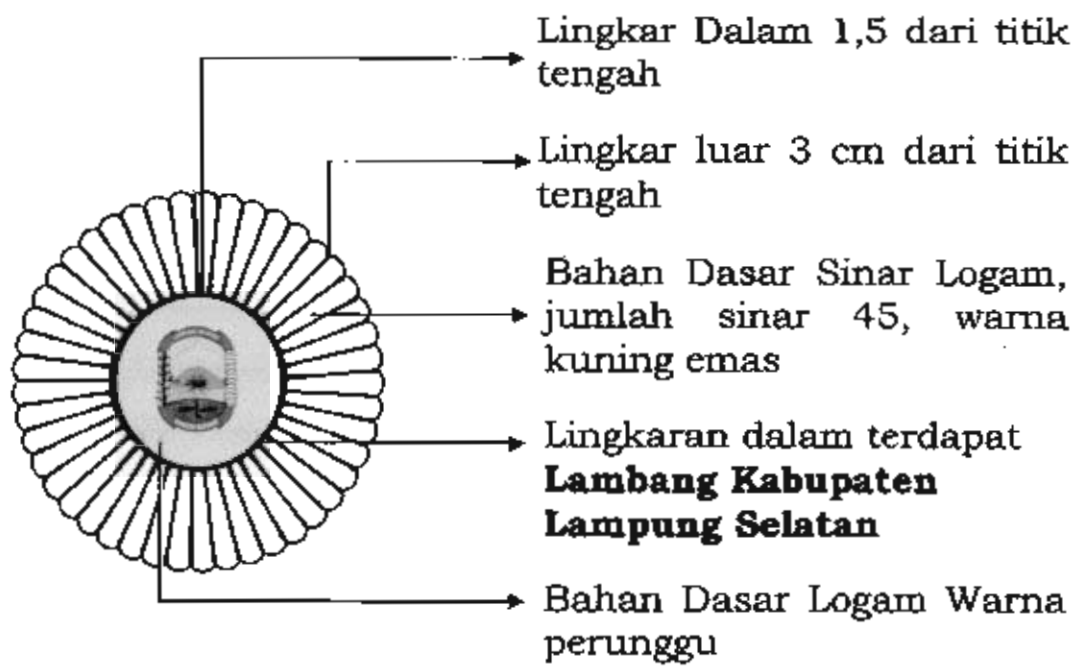 Lingkar Dalam 1,5 dari titik
tengah
Lingkar luar 3 cm dari titik
tengah
Bahan Dasar Sinar Logam,
jumlah sinar 45, warna
kuning emas
Lingkaran dalam terdapat
Lambang Kabupaten
Lampung Selatan
Bahan Dasar Logam Warna
perunggu